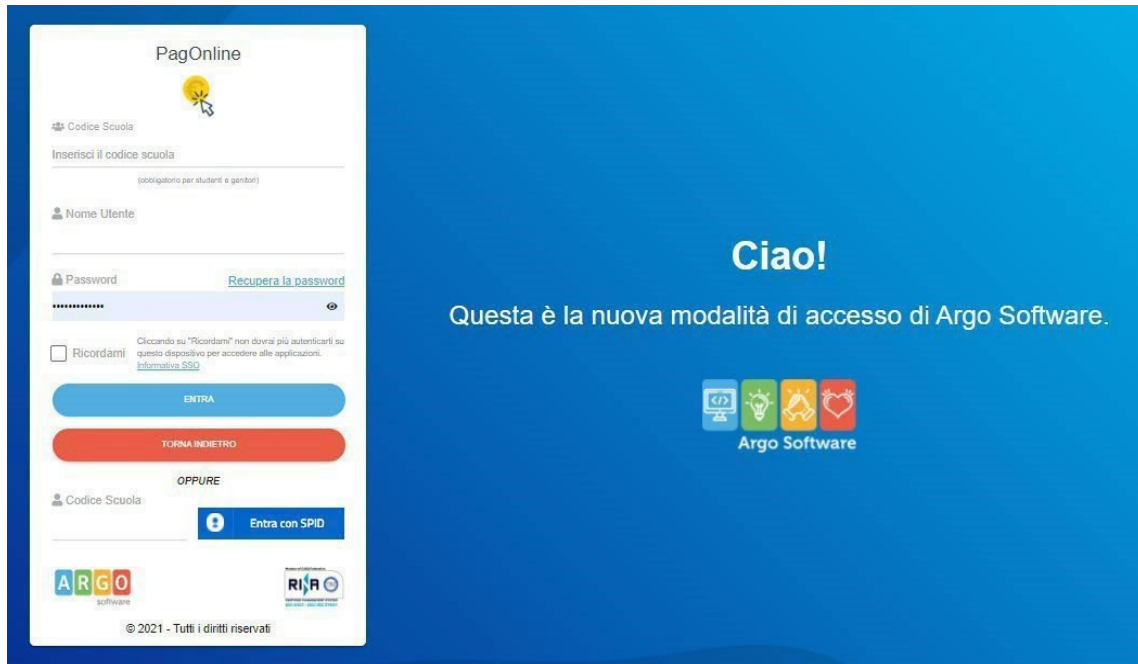 PagOnline
Codice Scuola
Inserisci il codice scuola
(obbligatorio per studenti e genitori)
Nome Utente
Password
Recupera la password
•••••••••••••
Ricordami
Cliccando su "Ricordami" non dovrai più autenticarti su
questo dispositivo per accedere alle applicazioni.
Informativa SSO
ENTRA
TORNA INDIETRO
OPPURE
Codice Scuola
Entra con SPID
ARGO
software
RINA
© 2021 - Tutti i diritti riservati
Ciao!
Questa è la nuova modalità di accesso di Argo Software.
Argo Software